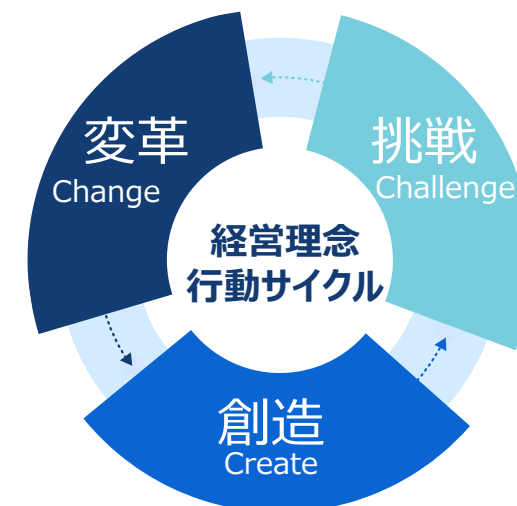 変革
Change
挑戦
Challenge
経営理念
行動サイクル
創造
Create